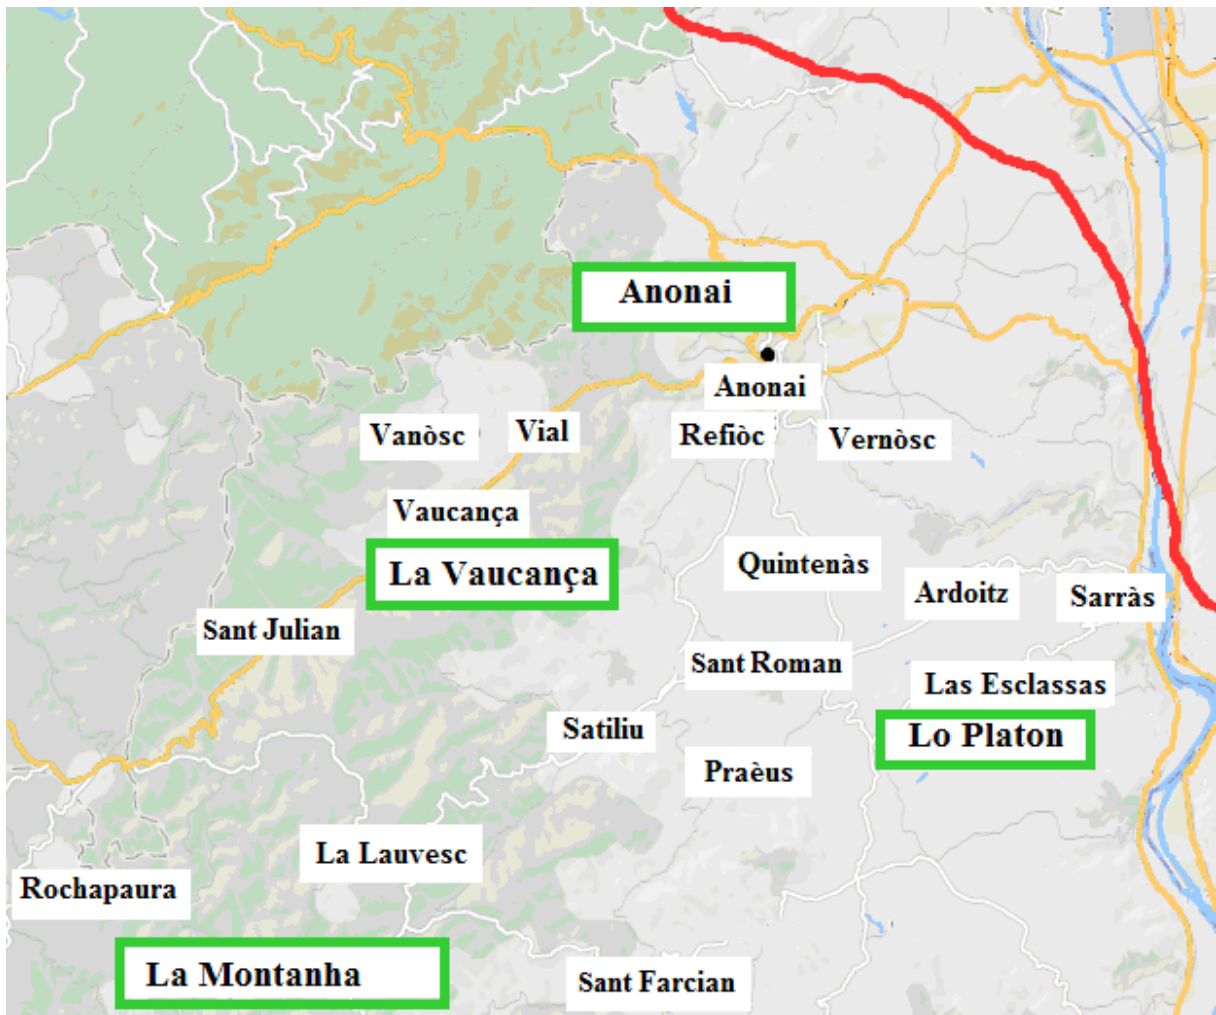 Anonai
Anonai
Vanòsc
Vial
Refiòc
Vernòsc
Vaucança
La Vaucança
Quintenàs
Ardoitz
Sarràs
Sant Julian
Sant Roman
Las Esclassas
Satiliu
Lo Platon
Praèus
La Lauvesc
Rochapaura
La Montanha
Sant Farcian